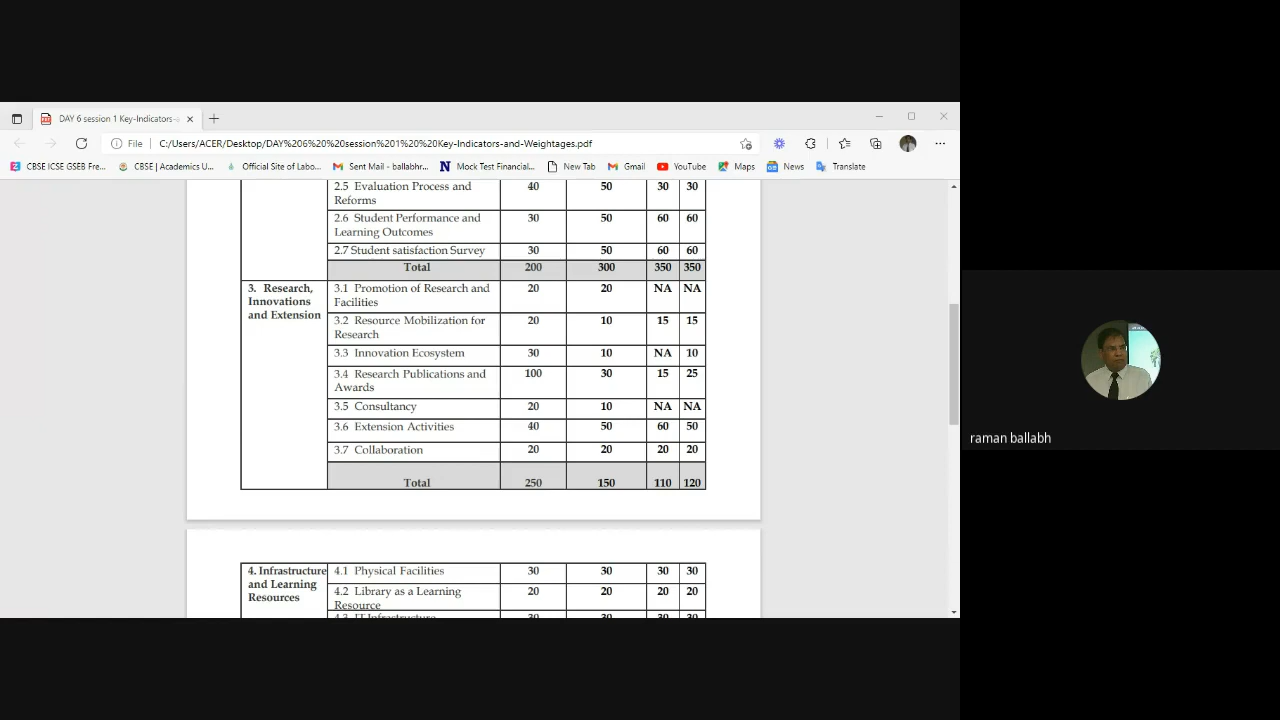 DAY 6 session 1 Key-Indicators-
File C:/Users/ACER/Desktop/DAY%206%20%20session%201%20%20Key-Indicators-and-Weightages.pdf
CBSE ICSE GSEB Fre... CBSE | Academics U... Official Site of Labo... Sent Mail - ballabhr... Mock Test Financial... New Tab Gmail YouTube Maps News Translate
2.5 Evaluation Process and 40 50 30 30
Reforms
2.6 Student Performance and 30 50 60 60
Learning Outcomes
2.7 Student satisfaction Survey 30 50 60 60
Total 200 300 350 350
3. Research, 3.1 Promotion of Research and 20 20 NA NA
Innovations Facilities
and Extension
3.2 Resource Mobilization for 20 10 15 15
Research
3.3 Innovation Ecosystem 30 10 NA 10
3.4 Research Publications and 100 30 15 25
Awards
3.5 Consultancy 20 10 NA NA
3.6 Extension Activities 40 50 60 50
3.7 Collaboration 20 20 20 20
Total 250 150 110 120
raman ballabh
4. Infrastructure 4.1 Physical Facilities 30 30 30 30
and Learning 4.2 Library as a Learning 20 20 20 20
Resources Resource
4.3 IT Infrastructure 30 30 30 30